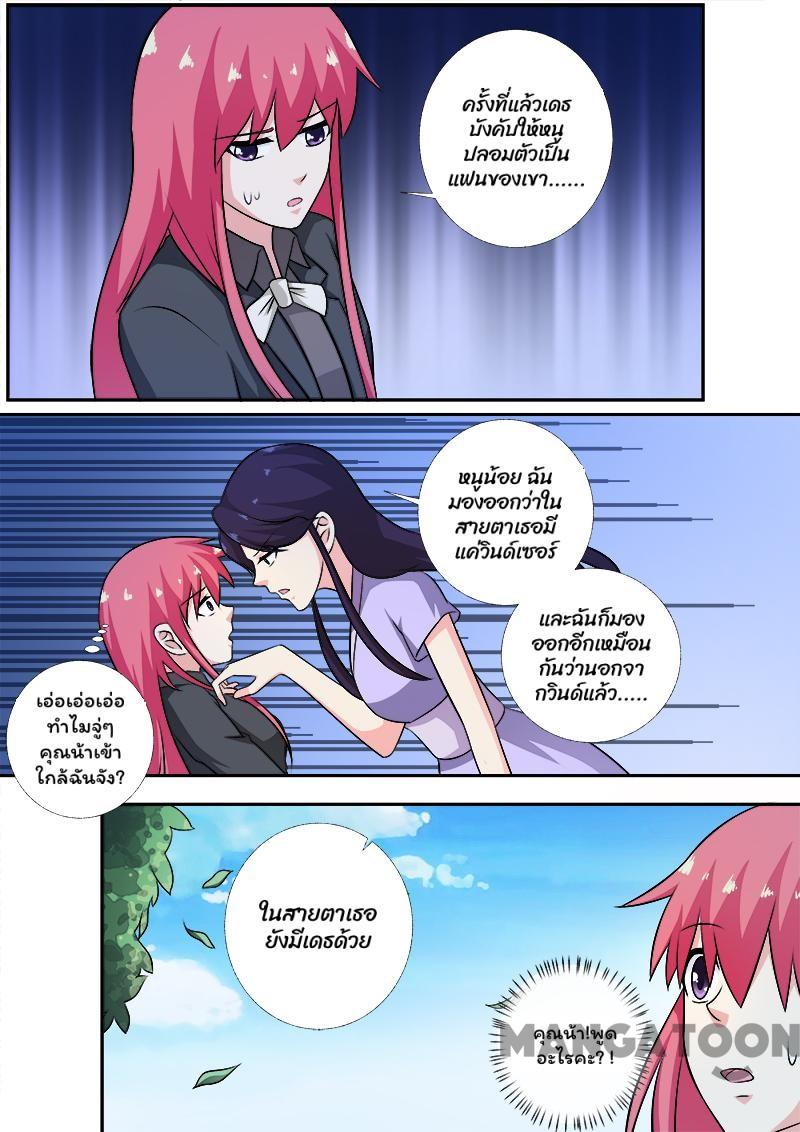 ครั้งที่แล้วเดธ
บังคับให้หนู
ปลอมตัวเป็น
แฟนของเขา......
หนูน้อย ฉัน
มองออกว่าใน
สายตาเธอมี
แค่วินด์เซอร์
และฉันก็มอง
ออกอีกเหมือน
กันว่านอกจา
กวินด์แล้ว.....
เอ่อเอ่อเอ่อ
ทำไมจู่ๆ
คุณน้าเข้า
ใกล้ฉันจัง?
ในสายตาเธอ
ยังมีเดธด้วย
คุณน้า!พูด
อะไรคะ?!
MANGATOON